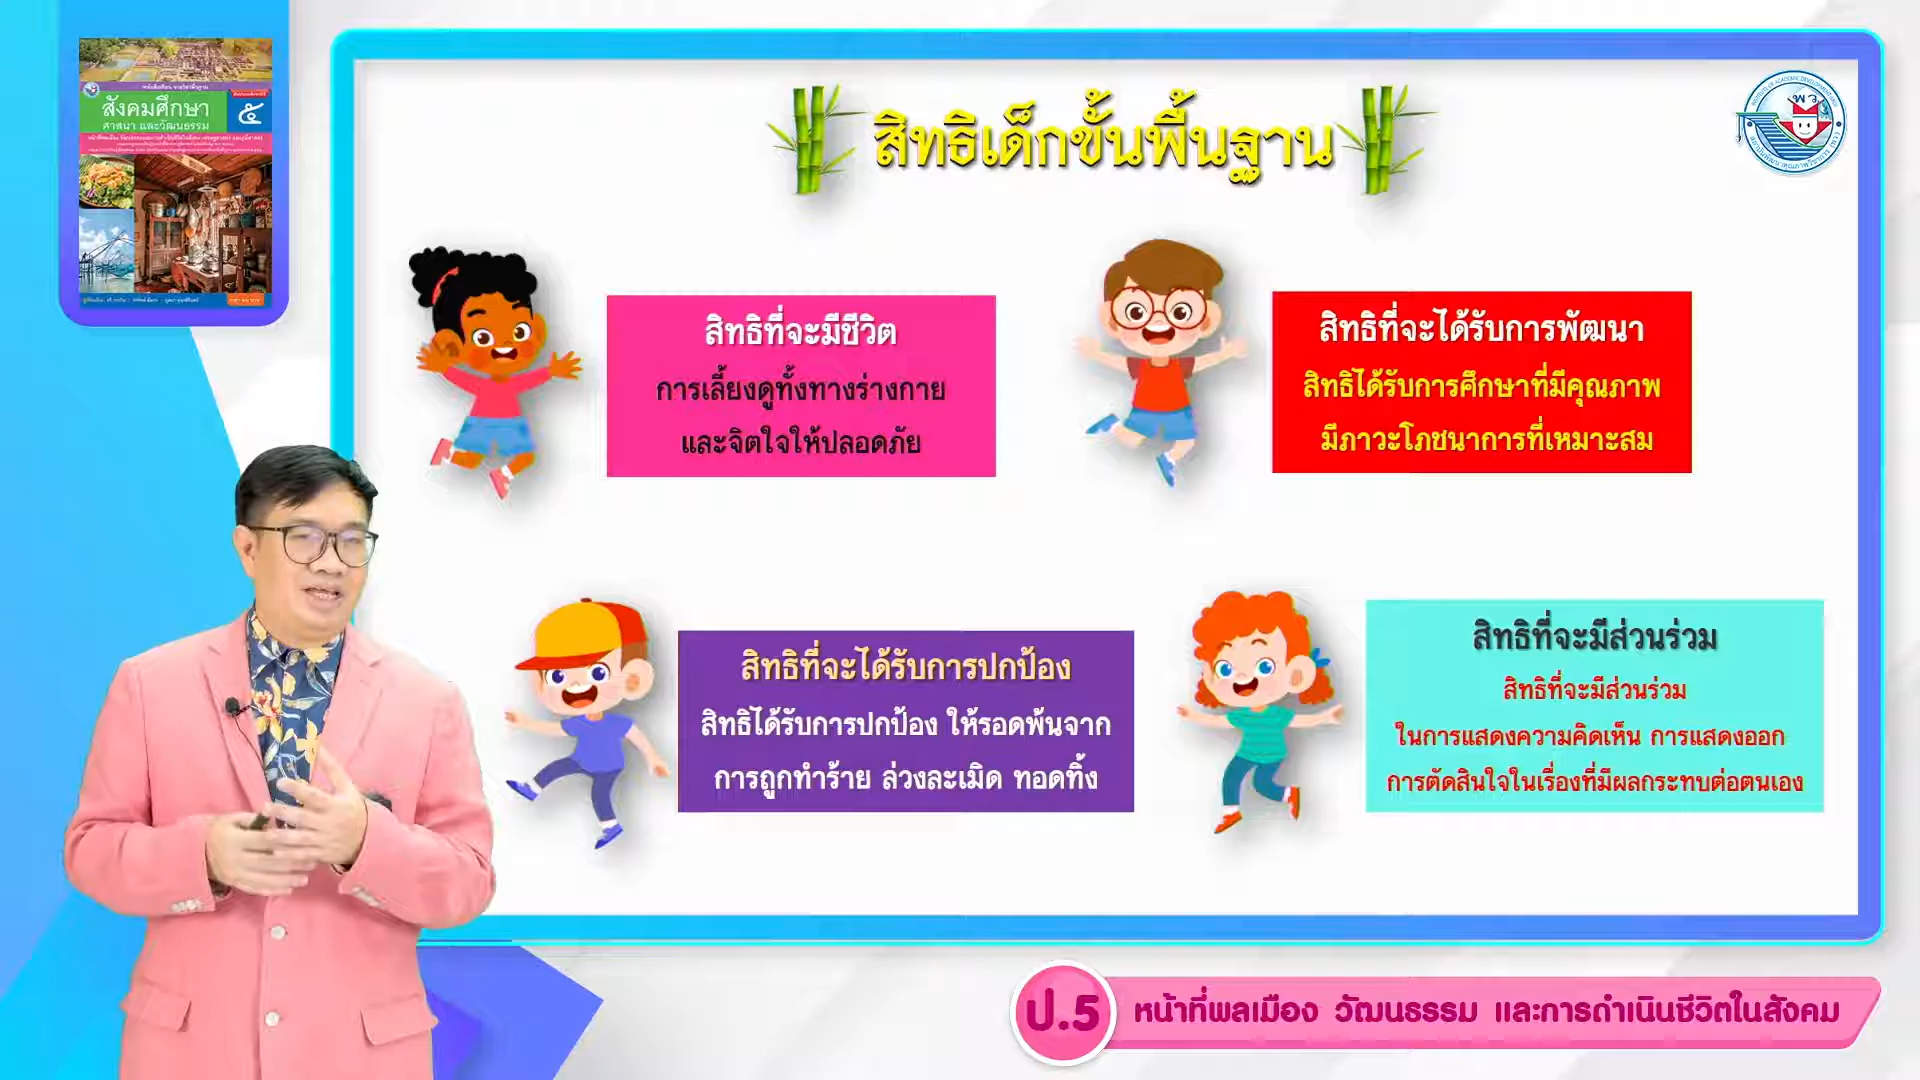 สังคมศึกษา
ศาสนา และวัฒนธรรม
๕
พว
สิทธิเด็กขั้นพื้นฐาน
สิทธิที่จะมีชีวิต
การเลี้ยงดูทั้งทางร่างกาย
และจิตใจให้ปลอดภัย
สิทธิที่จะได้รับการพัฒนา
สิทธิได้รับการศึกษาที่มีคุณภาพ
มีภาวะโภชนาการที่เหมาะสม
สิทธิที่จะได้รับการปกป้อง
สิทธิได้รับการปกป้อง ให้รอดพ้นจาก
การถูกทำร้าย ล่วงละเมิด ทอดทิ้ง
สิทธิที่จะมีส่วนร่วม
สิทธิที่จะมีส่วนร่วม
ในการแสดงความคิดเห็น การแสดงออก
การตัดสินใจในเรื่องที่มีผลกระทบต่อตนเอง
ป.5 หน้าที่พลเมือง วัฒนธรรม และการดำเนินชีวิตในสังคม